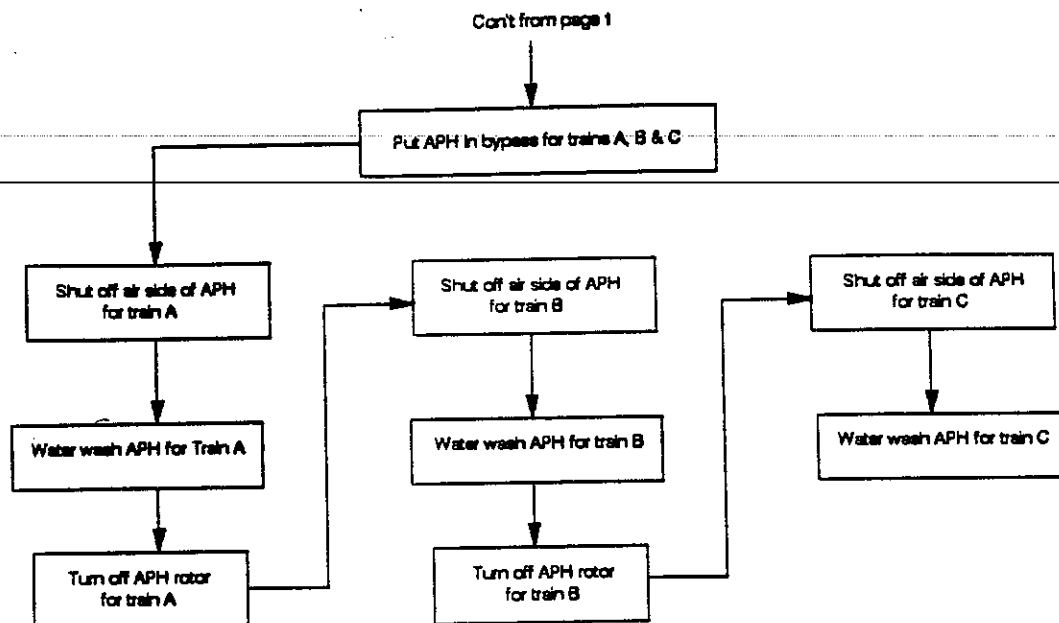 Con't from page 1
Put APH in bypass for trains A, B & C
Shut off air side of APH
for train A
Water wash APH for Train A
Turn off APH rotor
for train A
Shut off air side of APH
for train B
Water wash APH for train B
Turn off APH rotor
for train B
Shut off air side of APH
for train C
Water wash APH for train C